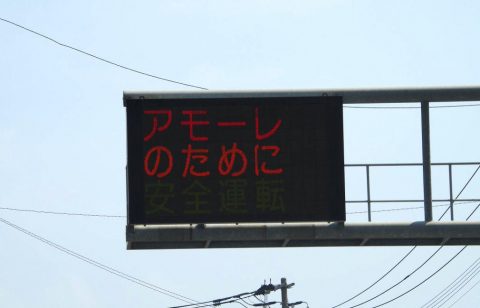 アモーレ
のために
安全運転